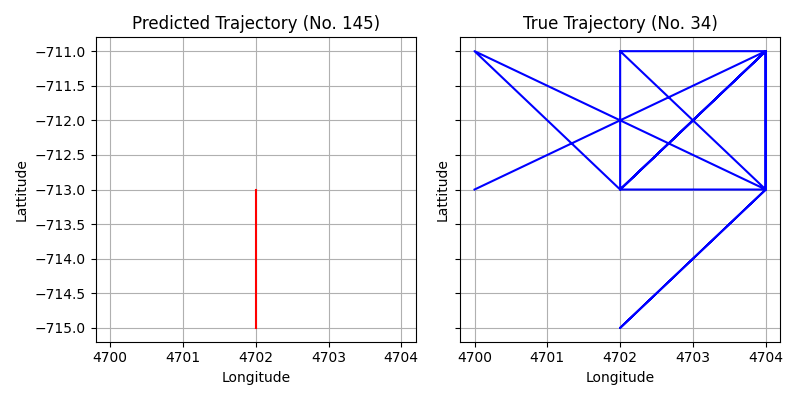 Predicted Trajectory (No. 145)
True Trajectory (No. 34)
−711.0
−711.5
−712.0
−712.5
−713.0
−713.5
−714.0
−714.5
−715.0
Lattitude
Lattitude
4700 4701 4702 4703 4704
4700 4701 4702 4703 4704
Longitude
Longitude